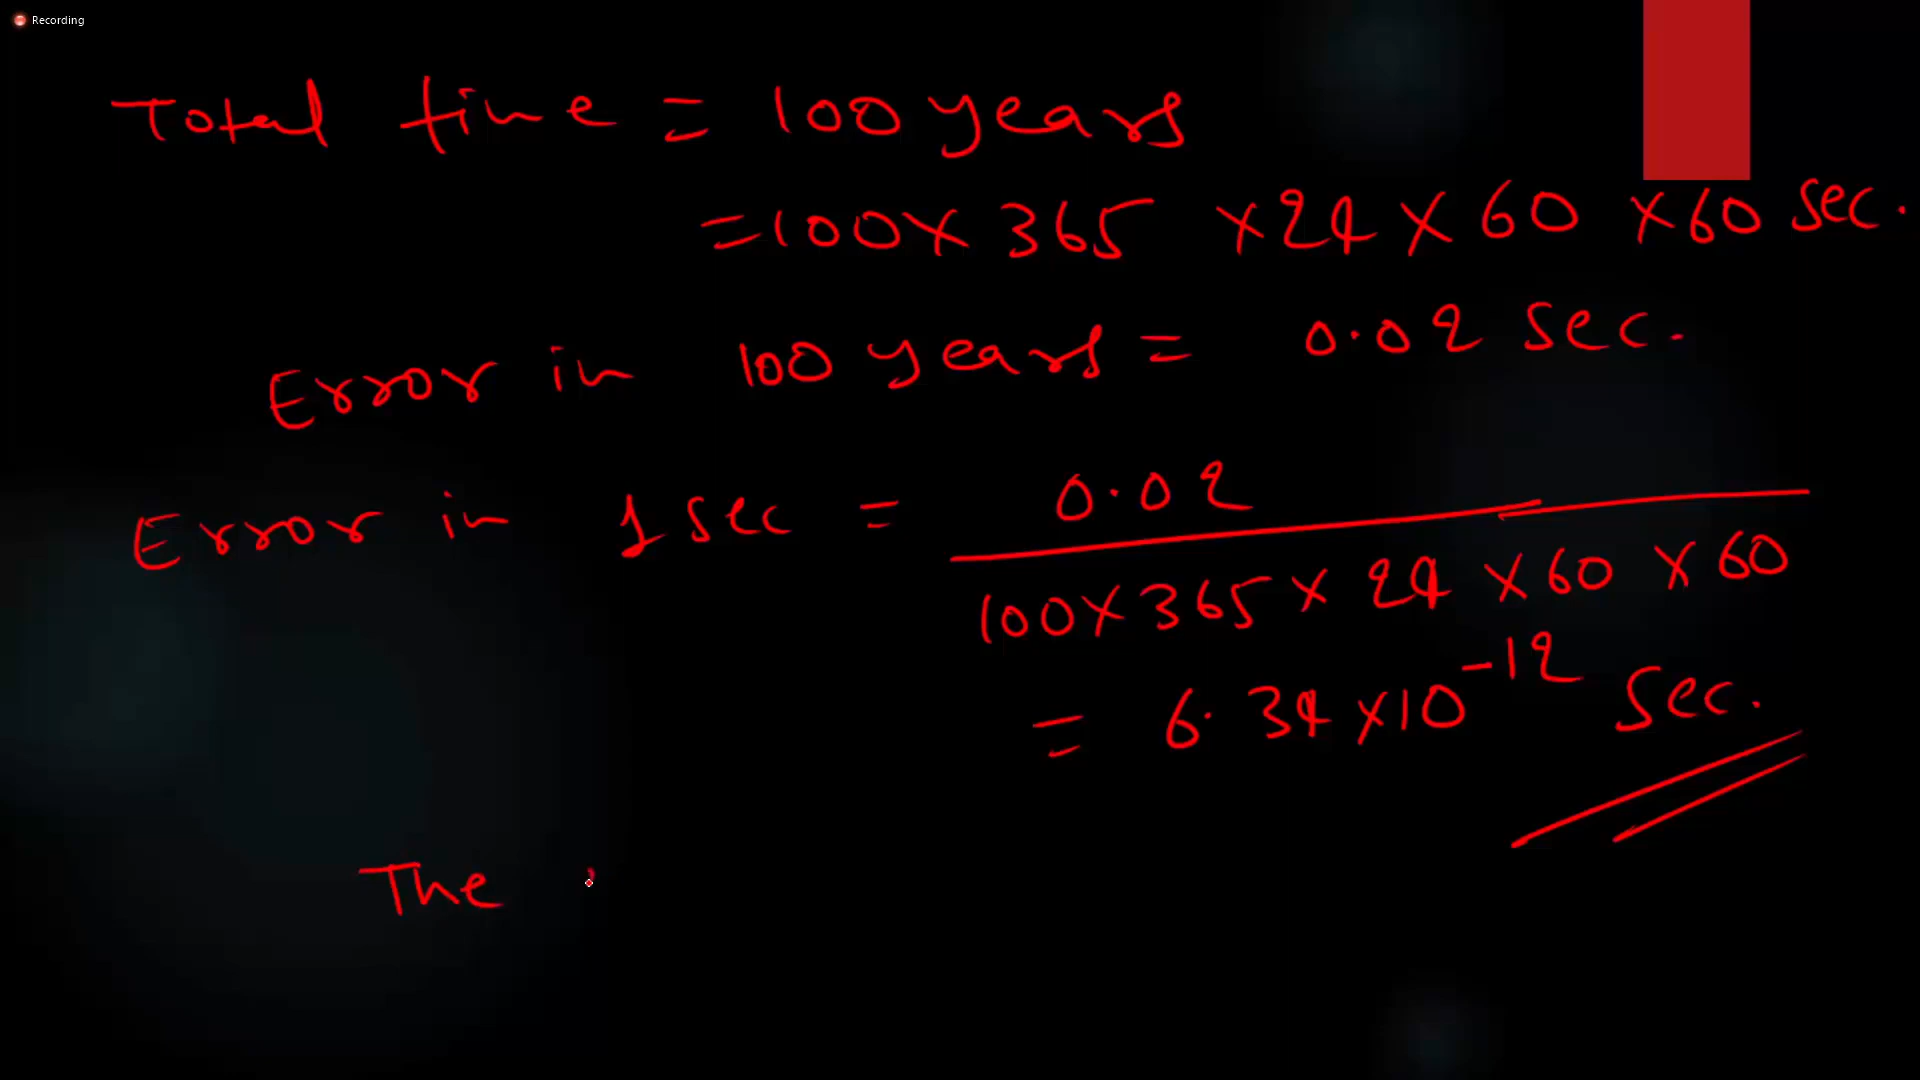 Recording
Total time = 100 years
= 100 × 365 × 24 × 60 × 60 sec.
Error in 100 years = 0.02 sec.
Error in 1 sec = 0.02
100 × 365 × 24 × 60 × 60
= 6.34 × 10⁻¹² sec.
The